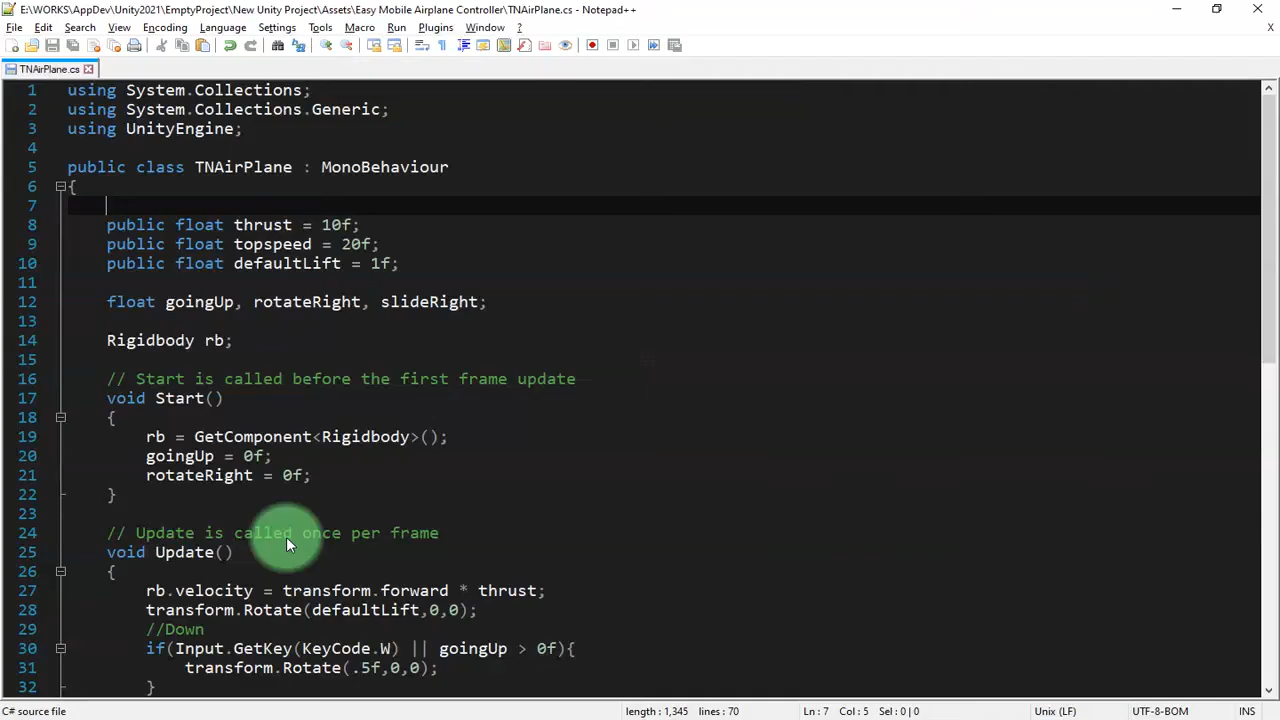 E:\WORKS\AppDev\Unity2021\EmptyProject\New Unity Project\Assets\Easy Mobile Airplane Controller\TNAirPlane.cs - Notepad++
File Edit Search View Encoding Language Settings Tools Macro Run Plugins Window ? X
TNAirPlane.cs
1 using System.Collections;
2 using System.Collections.Generic;
3 using UnityEngine;
4
5 public class TNAirPlane : MonoBehaviour
6 {
7
8 public float thrust = 10f;
9 public float topspeed = 20f;
10 public float defaultLift = 1f;
11
12 float goingUp, rotateRight, slideRight;
13
14 Rigidbody rb;
15
16 // Start is called before the first frame update
17 void Start()
18 {
19 rb = GetComponent<Rigidbody>();
20 goingUp = 0f;
21 rotateRight = 0f;
22 }
23
24 // Update is called once per frame
25 void Update()
26 {
27 rb.velocity = transform.forward * thrust;
28 transform.Rotate(defaultLift,0,0);
29 //Down
30 if(Input.GetKey(KeyCode.W) || goingUp > 0f){
31 transform.Rotate(.5f,0,0);
32 }
C# source file length : 1,345 lines : 70 Ln : 7 Col : 5 Sel : 0 | 0 Unix (LF) UTF-8-BOM INS